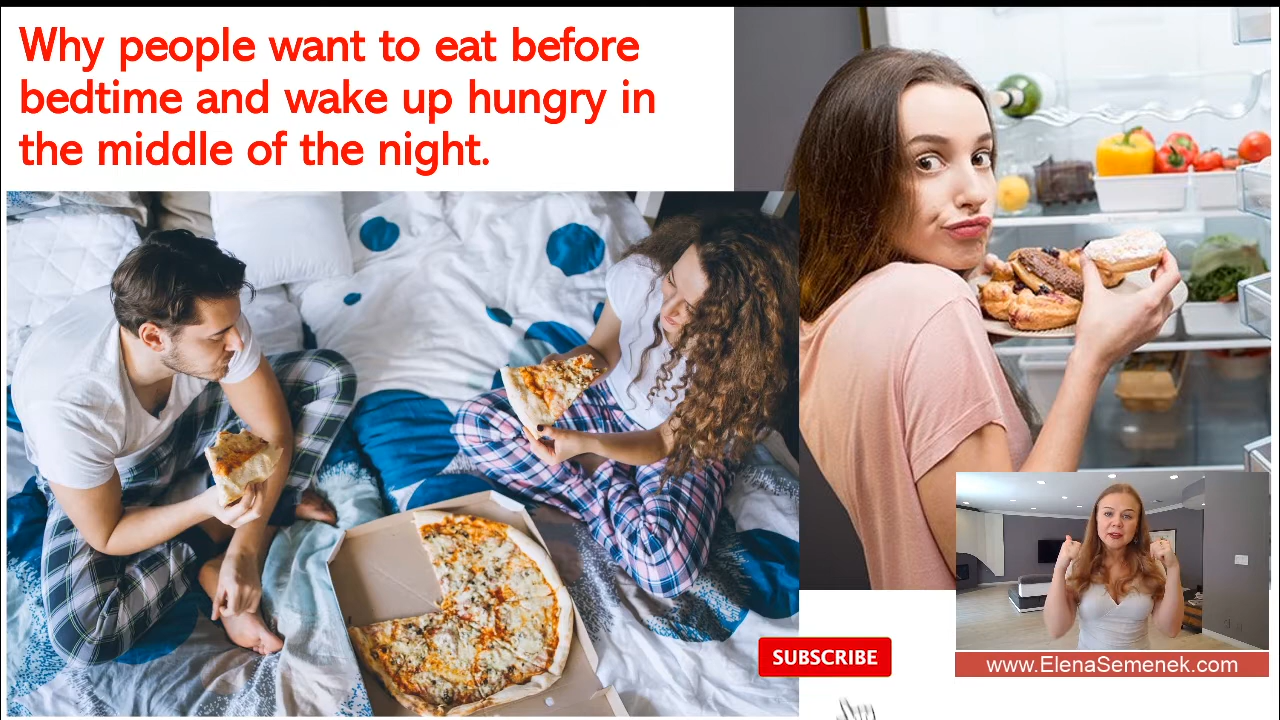 Why people want to eat before
bedtime and wake up hungry in
the middle of the night.
SUBSCRIBE
www.ElenaSemenek.com